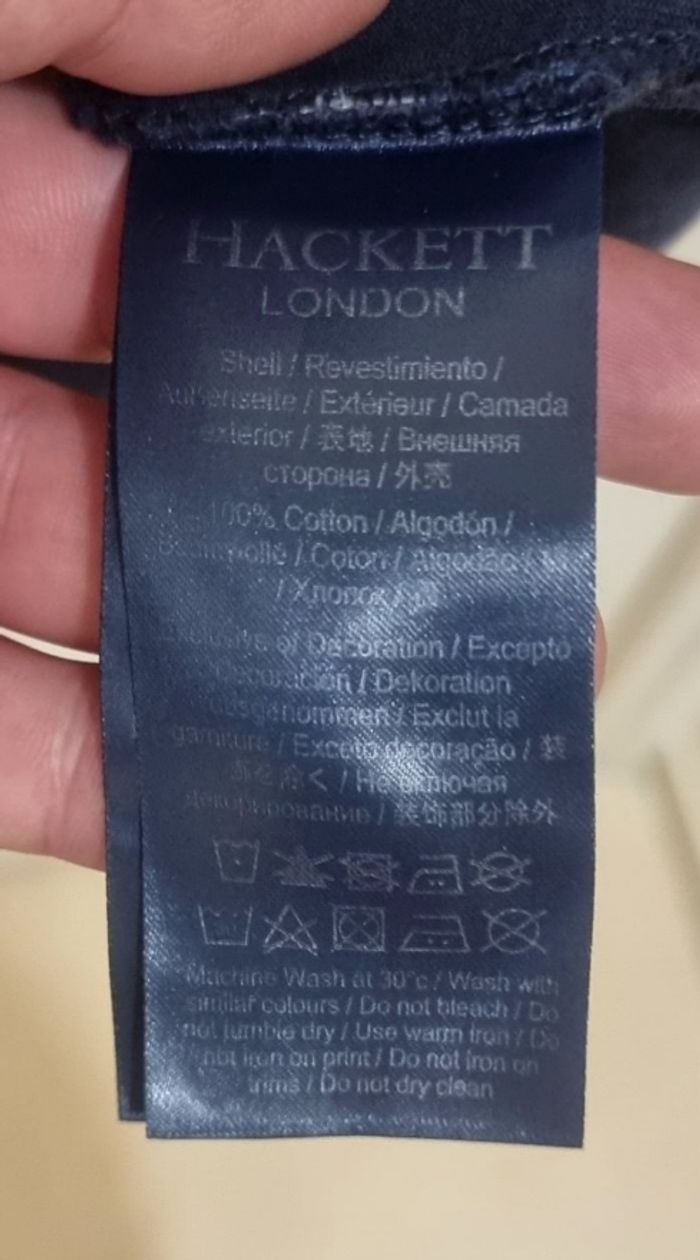 HACKETT
LONDON
Shell / Revestimiento /
Außenseite / Extérieur / Camada
exterior / 表地 / Внешняя
сторона / 外壳
100% Cotton / Algodón /
Baumwolle / Coton / Algodão /
/ Хлопок /
Exclusive of Decoration / Excepto
Decoración / Dekoration
ausgenommen / Exclut la
garniture / Exceto decoração / 装
飾を除く / Не включая
декорирование / 装饰部分除外
30
Machine Wash at 30°c / Wash with
similar colours / Do not bleach / Do
not tumble dry / Use warm iron / Do
not iron on print / Do not iron on
trims / Do not dry clean